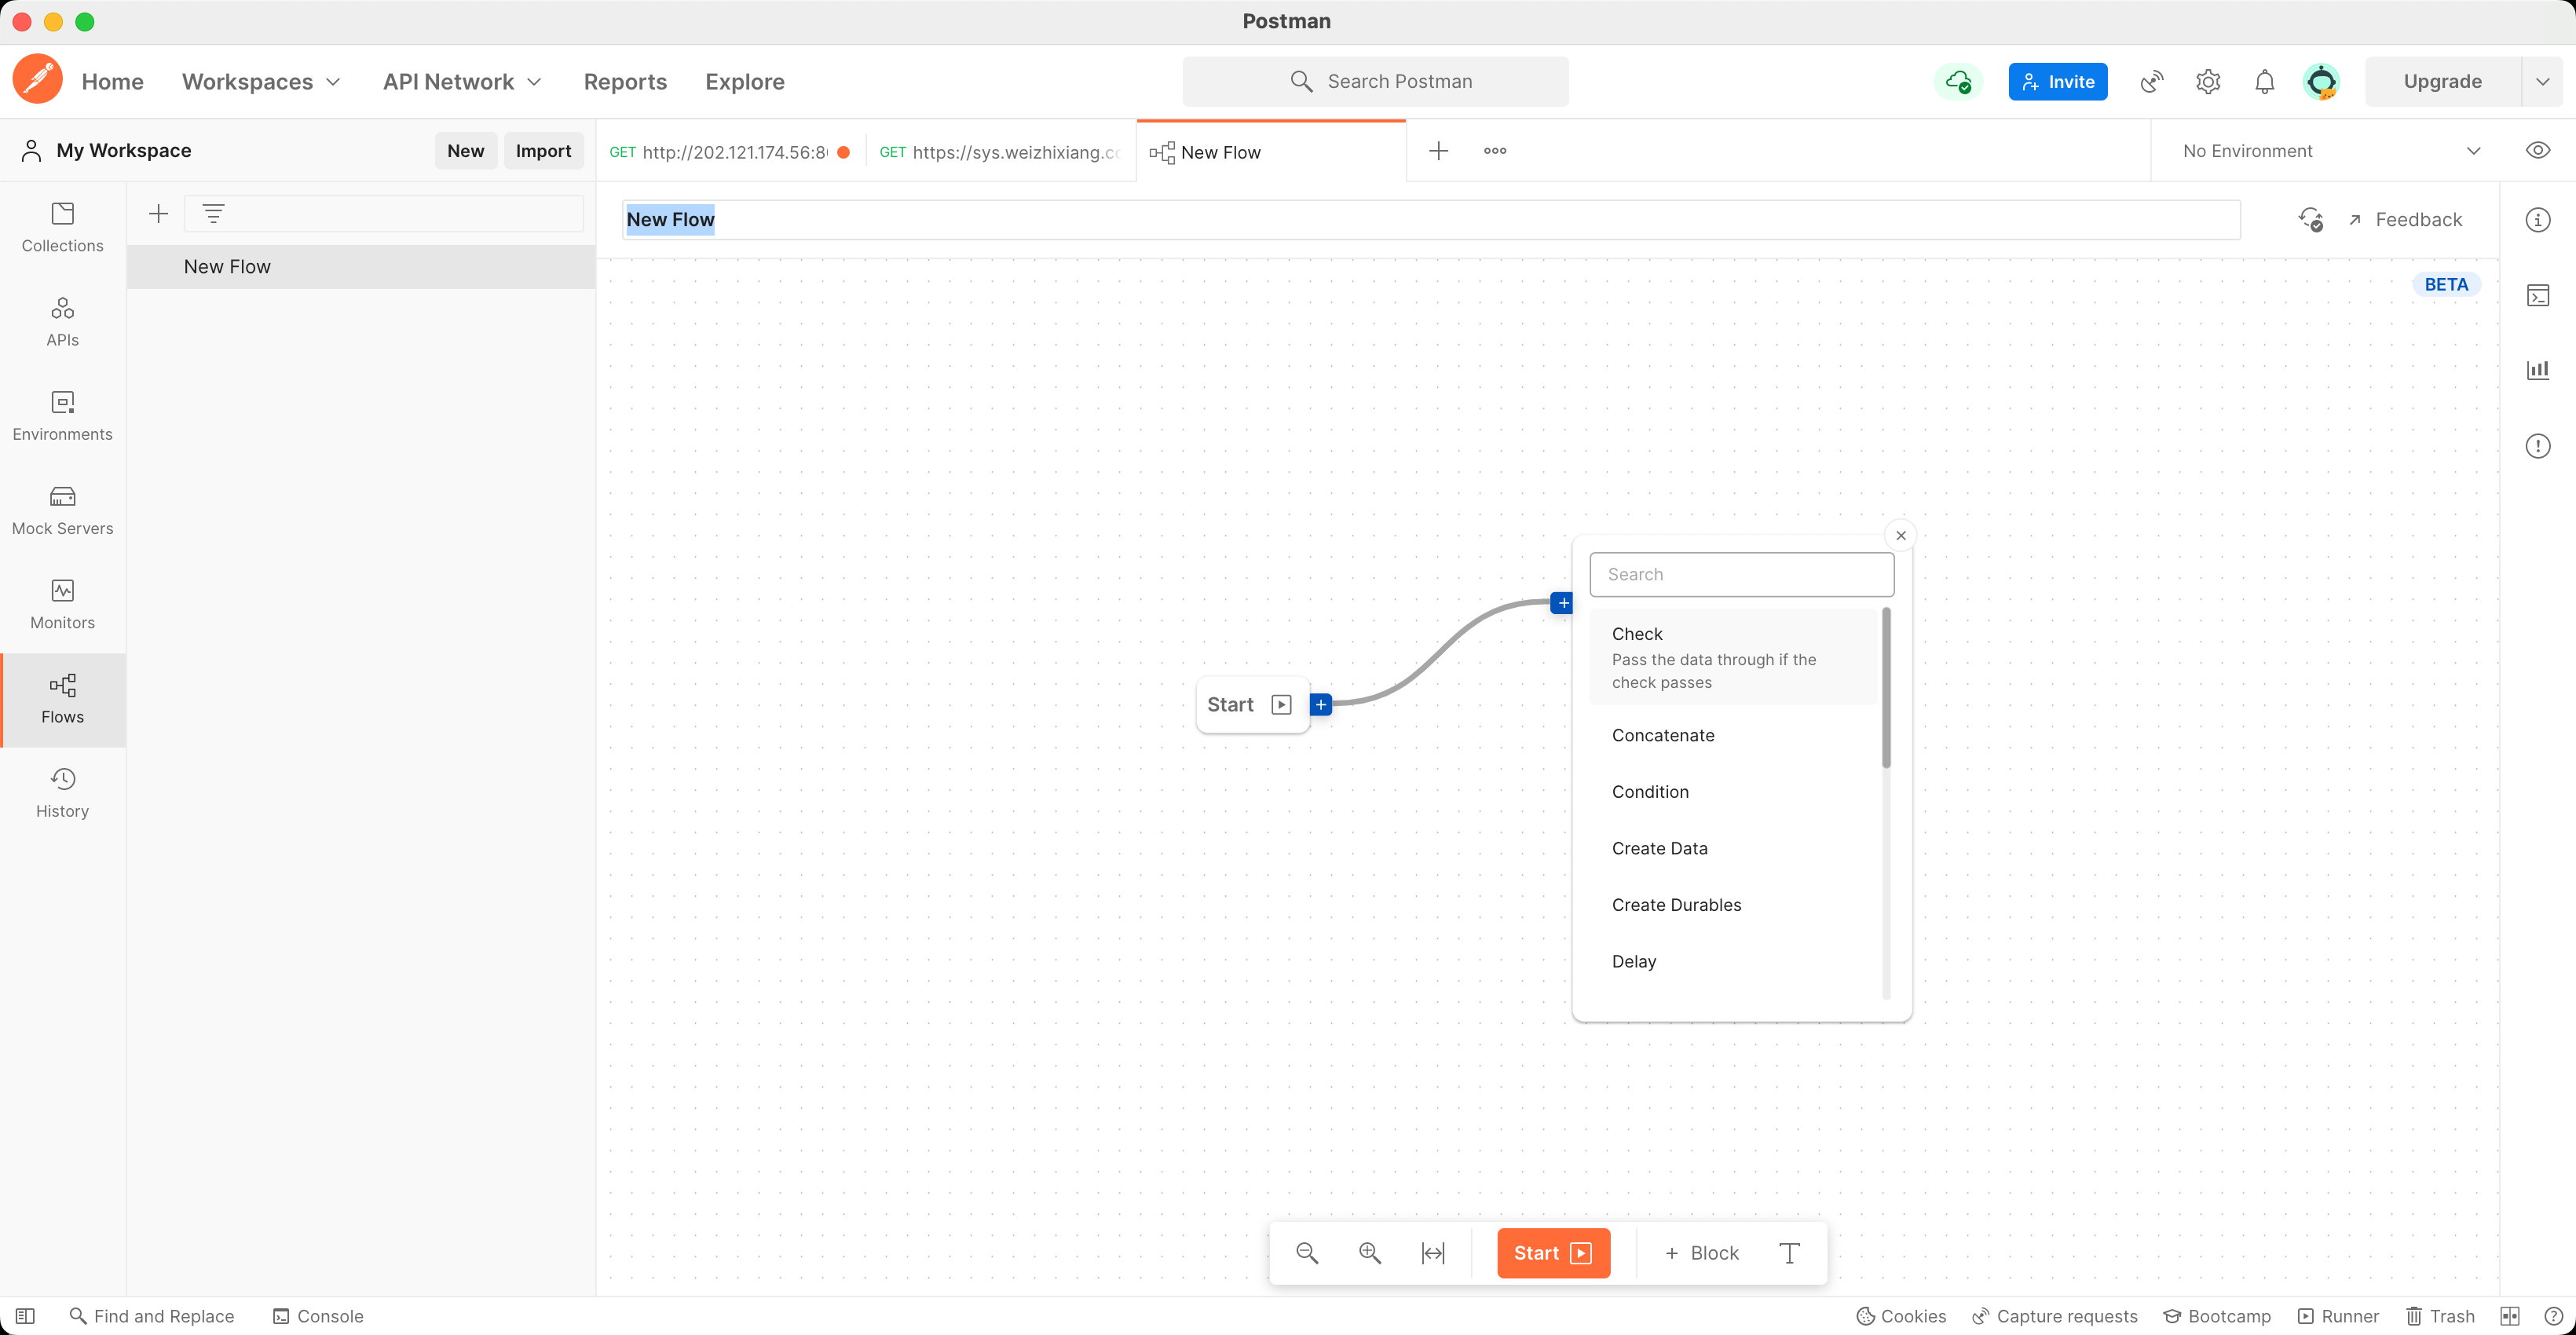 Postman
Home
Workspaces
API Network
Reports
Explore
Search Postman
Invite
Upgrade
My Workspace
New
Import
GET http://202.121.174.56:8
GET https://sys.weizhixiang.c
New Flow
No Environment
Collections
APIs
Environments
Mock Servers
Monitors
Flows
History
New Flow
New Flow
Feedback
BETA
Start
Search
Check
Pass the data through if the
check passes
Concatenate
Condition
Create Data
Create Durables
Delay
Start
+ Block
Find and Replace
Console
Cookies
Capture requests
Bootcamp
Runner
Trash